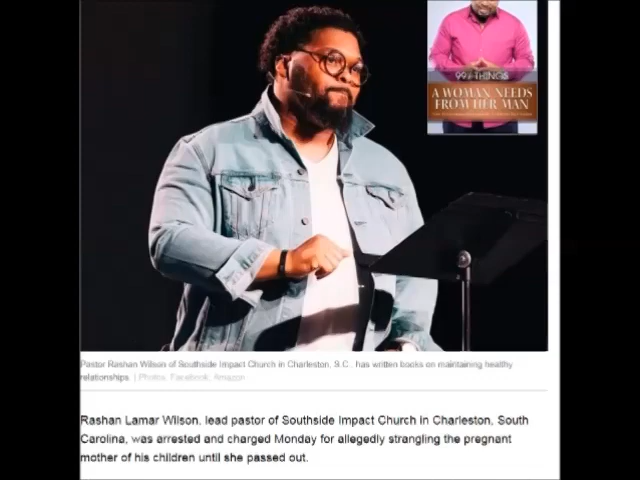 99+ THINGS
A WOMAN NEEDS
FROM HER MAN
Pastor Rashan Wilson of Southside Impact Church in Charleston, S.C., has written books on maintaining healthy
relationships. | Photos: Facebook, Amazon
Rashan Lamar Wilson, lead pastor of Southside Impact Church in Charleston, South
Carolina, was arrested and charged Monday for allegedly strangling the pregnant
mother of his children until she passed out.